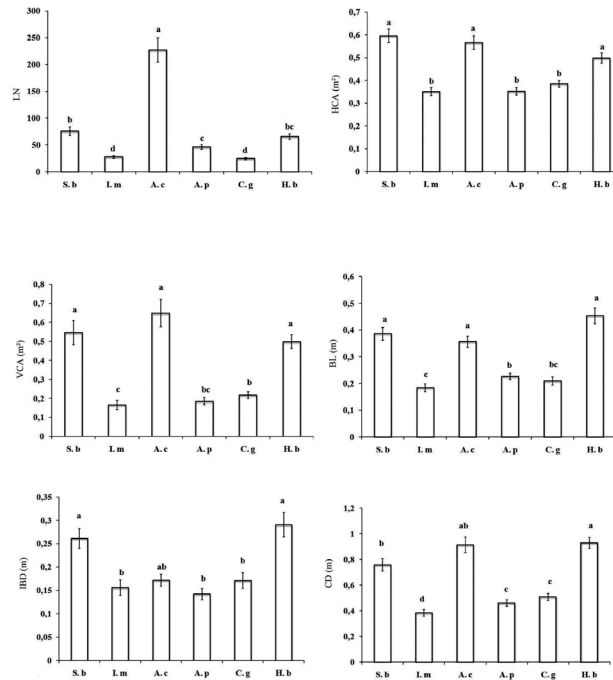 LN
300
250
200
150
100
50
0
b d a c d bc
S. b I. m A. c A. p C. g H. b
HCA (m²)
0,7
0,6
0,5
0,4
0,3
0,2
0,1
0
a b a b b a
S. b I. m A. c A. p C. g H. b
VCA (m²)
0,8
0,7
0,6
0,5
0,4
0,3
0,2
0,1
0
a c a bc b a
S. b I. m A. c A. p C. g H. b
BL (m)
0,6
0,5
0,4
0,3
0,2
0,1
0
a c a b bc a
S. b I. m A. c A. p C. g H. b
IBD (m)
0,35
0,3
0,25
0,2
0,15
0,1
0,05
0
a b ab b b a
S. b I. m A. c A. p C. g H. b
CD (m)
1,2
1
0,8
0,6
0,4
0,2
0
b d ab c c a
S. b I. m A. c A. p C. g H. b